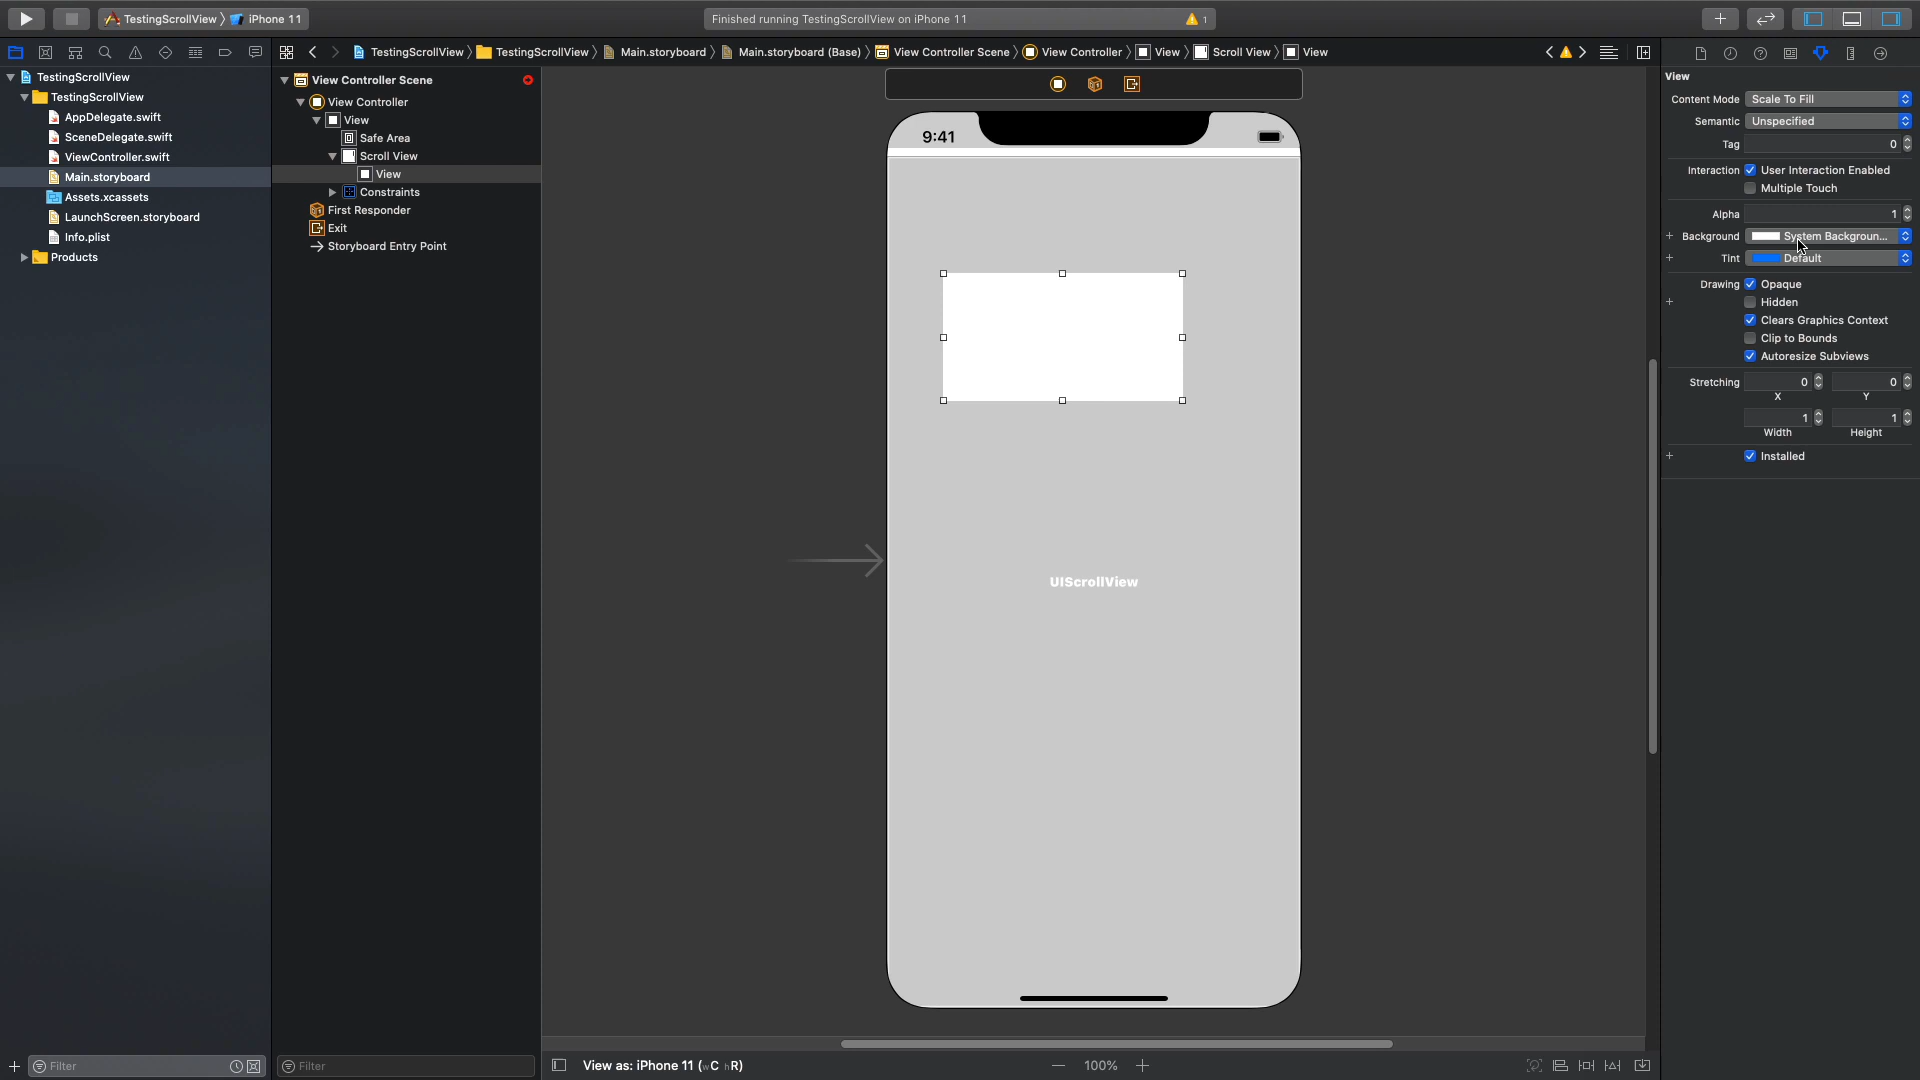 TestingScrollView iPhone 11
Finished running TestingScrollView on iPhone 11
1
TestingScrollView TestingScrollView Main.storyboard Main.storyboard (Base) View Controller Scene View Controller View Scroll View View
TestingScrollView
TestingScrollView
AppDelegate.swift
SceneDelegate.swift
ViewController.swift
Main.storyboard
Assets.xcassets
LaunchScreen.storyboard
Info.plist
Products
Filter
View Controller Scene
View Controller
View
Safe Area
Scroll View
View
Constraints
First Responder
Exit
Storyboard Entry Point
Filter
9:41
UIScrollView
View as: iPhone 11 (wC hR)
100%
View
Content Mode Scale To Fill
Semantic Unspecified
Tag 0
Interaction User Interaction Enabled
Multiple Touch
Alpha 1
Background System Backgroun...
Tint Default
Drawing Opaque
Hidden
Clears Graphics Context
Clip to Bounds
Autoresize Subviews
Stretching 0 0
X Y
1 1
Width Height
Installed